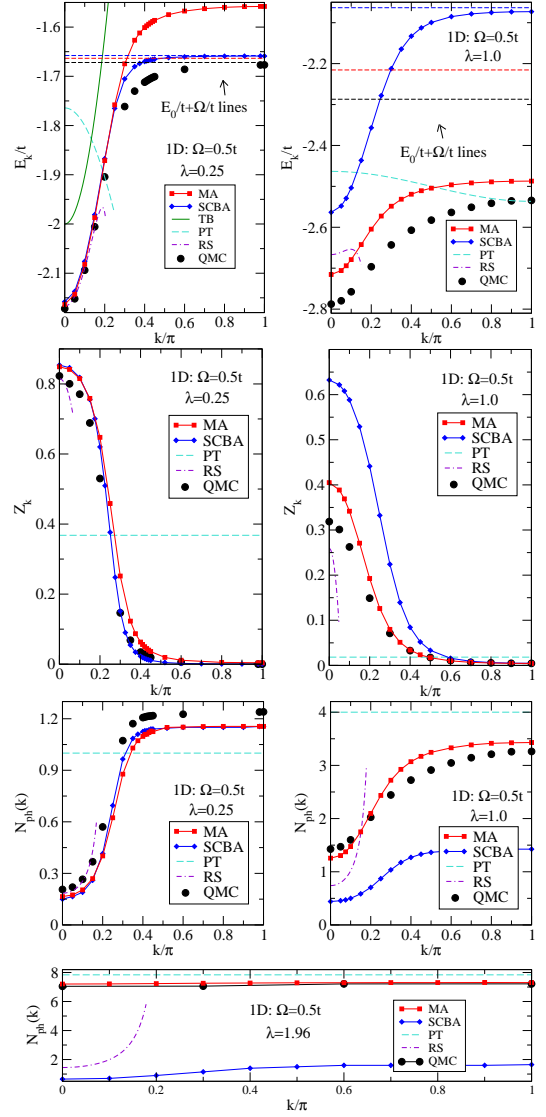 -1.6
-1.7
-1.8
-1.9
-2
-2.1
E_k/t
E_0/t+Ω/t lines
1D: Ω=0.5t
λ=0.25
MA
SCBA
TB
PT
RS
QMC
0 0.2 0.4 0.6 0.8 1
k/π
-2.2
-2.4
-2.6
-2.8
E_k/t
1D: Ω=0.5t
λ=1.0
E_0/t+Ω/t lines
MA
SCBA
PT
RS
QMC
0 0.2 0.4 0.6 0.8 1
k/π
0.8
0.6
0.4
0.2
0
Z_k
1D: Ω=0.5t
λ=0.25
MA
SCBA
PT
RS
QMC
0 0.2 0.4 0.6 0.8 1
k/π
0.7
0.6
0.5
0.4
0.3
0.2
0.1
0
Z_k
1D: Ω=0.5t
λ=1.0
MA
SCBA
PT
RS
QMC
0 0.2 0.4 0.6 0.8 1
k/π
1.2
0.9
0.6
0.3
0
N_ph(k)
1D: Ω=0.5t
λ=0.25
MA
SCBA
PT
RS
QMC
0 0.2 0.4 0.6 0.8 1
k/π
4
3
2
1
0
N_ph(k)
1D: Ω=0.5t
λ=1.0
MA
SCBA
PT
RS
QMC
0 0.2 0.4 0.6 0.8 1
k/π
8
6
4
2
N_ph(k)
1D: Ω=0.5t
λ=1.96
MA
SCBA
PT
RS
QMC
0 0.2 0.4 0.6 0.8 1
k/π